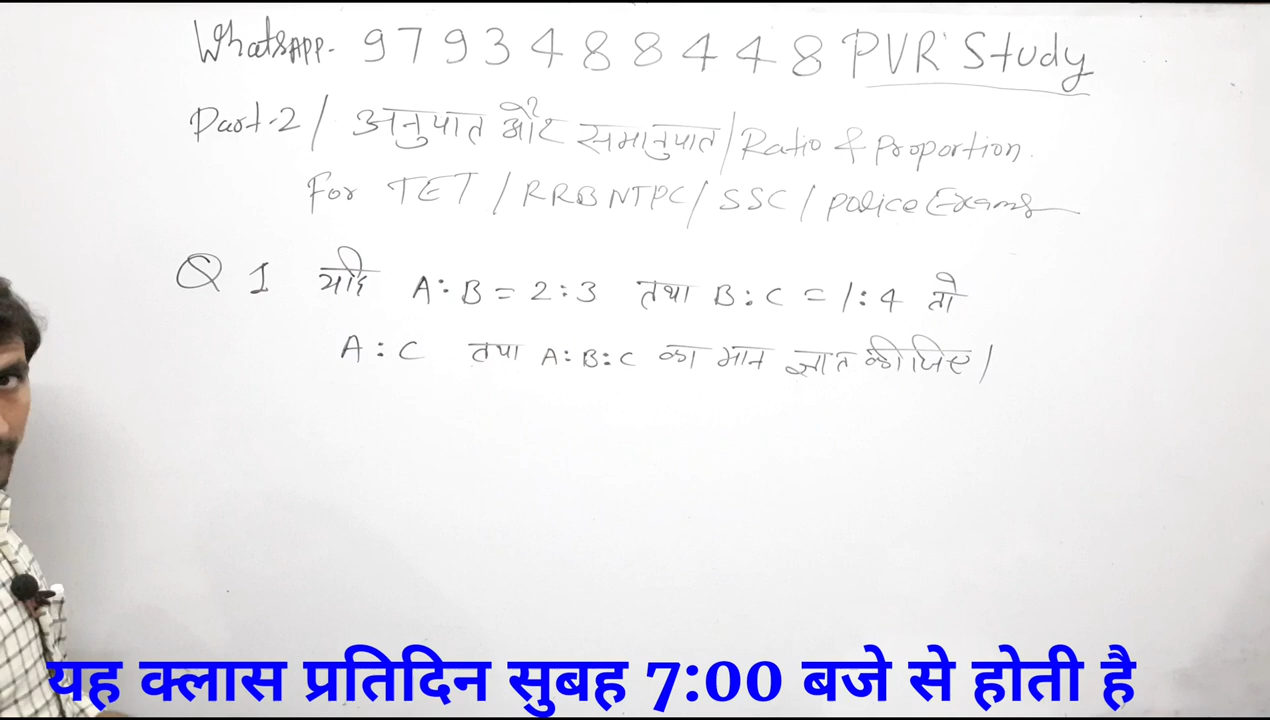 WhatsAPP- 9793488448 PVR Study
Part-2/ अनुपात और समानुपात/Ratio & Proportion.
For TET / RRB NTPC/ SSC / Police Exams
Q 1 यदि A:B = 2:3 तथा B:C = 1:4 तो
A:C तथा A:B:C का मान ज्ञात कीजिए।
यह क्लास प्रतिदिन सुबह 7:00 बजे से होती है